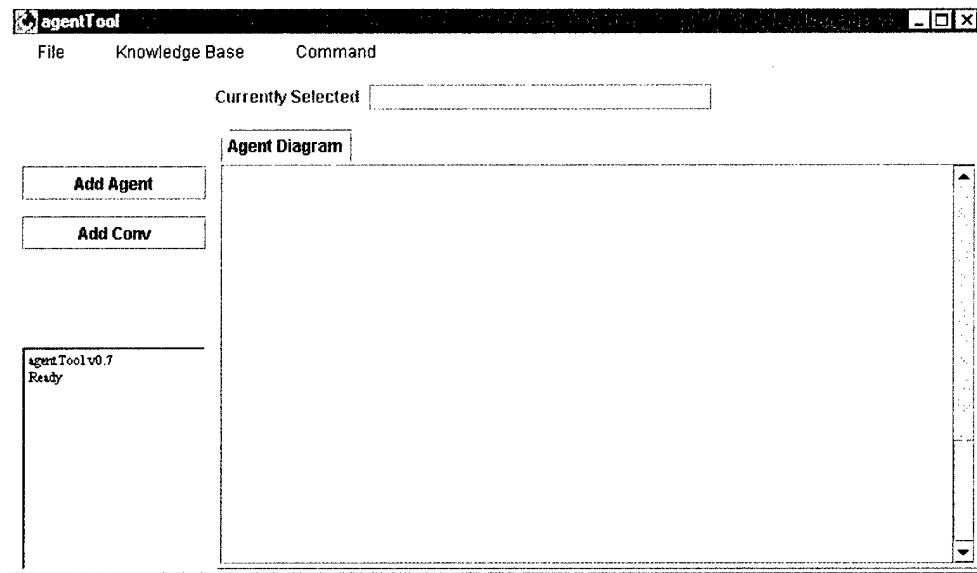 agentTool
File Knowledge Base Command
Currently Selected
Agent Diagram
Add Agent
Add Conv
agentTool v0.7
Ready